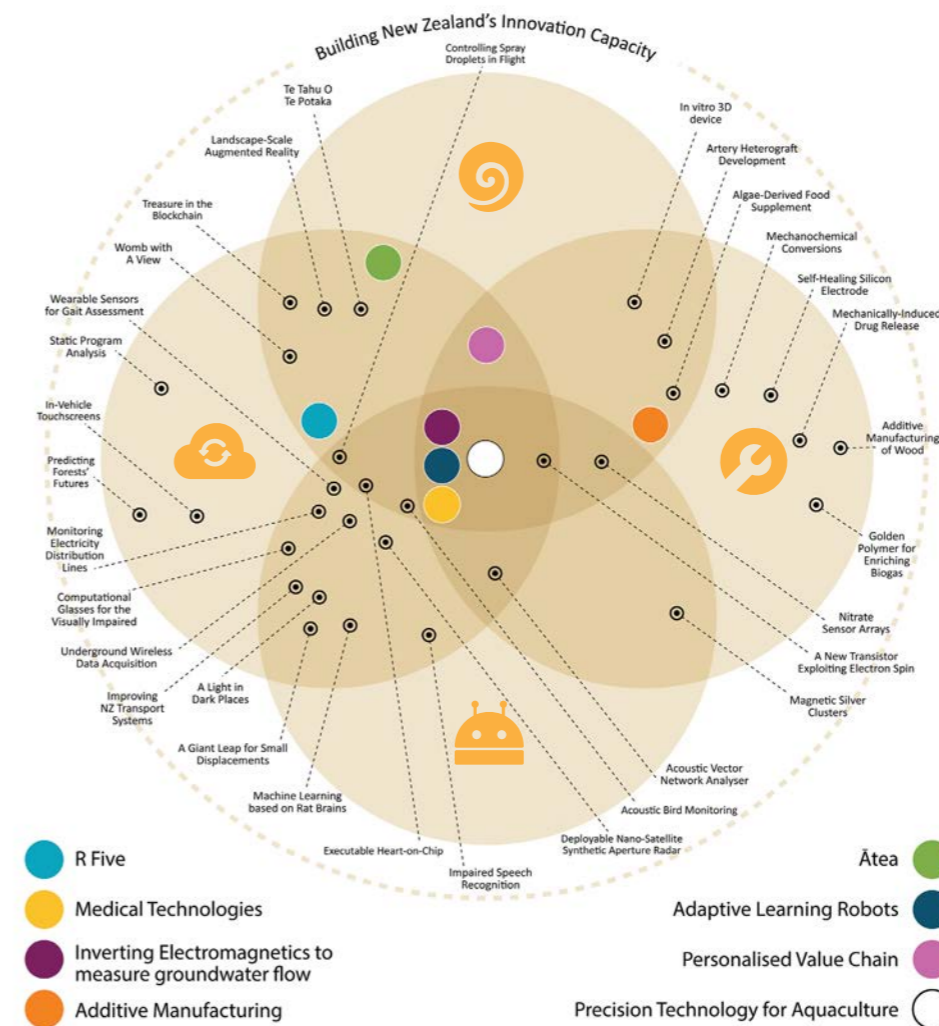 Building New Zealand's Innovation Capacity
Controlling Spray
Droplets in Flight
Te Tahu O
Te Potaka
Landscape-Scale
Augmented Reality
Treasure in the
Blockchain
Womb with
A View
Wearable Sensors
for Gait Assessment
Static Program
Analysis
In-Vehicle
Touchscreens
Predicting
Forests'
Futures
Monitoring
Electricity
Distribution
Lines
Computational
Glasses for the
Visually Impaired
Underground Wireless
Data Acquisition
Improving
NZ Transport
Systems
A Light in
Dark Places
A Giant Leap for Small
Displacements
Machine Learning
based on Rat Brains
Executable Heart-on-Chip
Impaired Speech
Recognition
Deployable Nano-Satellite
Synthetic Aperture Radar
Acoustic Bird Monitoring
Acoustic Vector
Network Analyser
Magnetic Silver
Clusters
A New Transistor
Exploiting Electron Spin
Nitrate
Sensor Arrays
Golden
Polymer for
Enriching
Biogas
Additive
Manufacturing
of Wood
Mechanically-Induced
Drug Release
Self-Healing Silicon
Electrode
Mechanochemical
Conversions
Algae-Derived Food
Supplement
Artery Heterograft
Development
In vitro 3D
device
R Five
Medical Technologies
Inverting Electromagnetics to
measure groundwater flow
Additive Manufacturing
Ātea
Adaptive Learning Robots
Personalised Value Chain
Precision Technology for Aquaculture